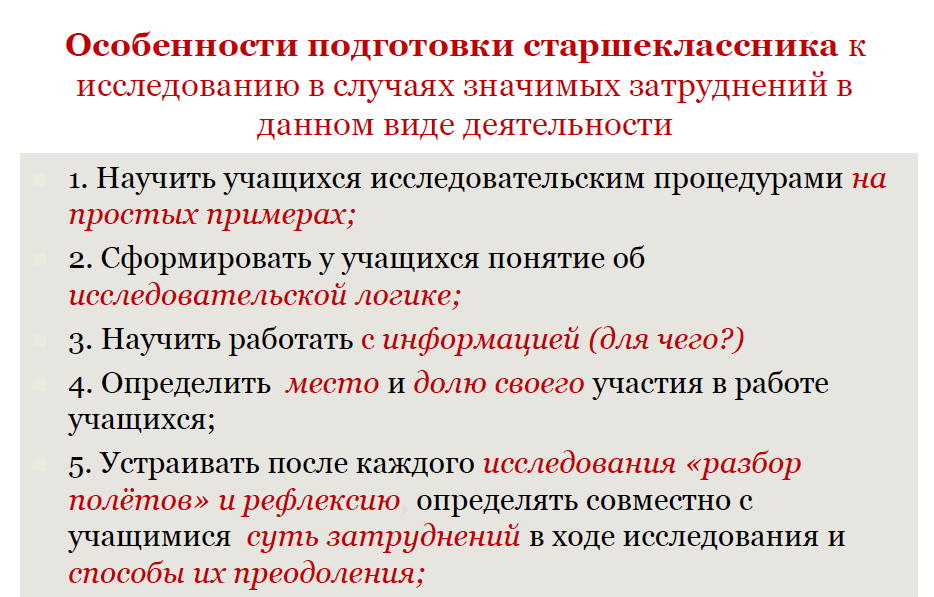 Особенности подготовки старшеклассника к
исследованию в случаях значимых затруднений в
данном виде деятельности
1. Научить учащихся исследовательским процедурами на
простых примерах;
2. Сформировать у учащихся понятие об
исследовательской логике;
3. Научить работать с информацией (для чего?)
4. Определить место и долю своего участия в работе
учащихся;
5. Устраивать после каждого исследования «разбор
полётов» и рефлексию, определять совместно с
учащимися суть затруднений в ходе исследования и
способы их преодоления;